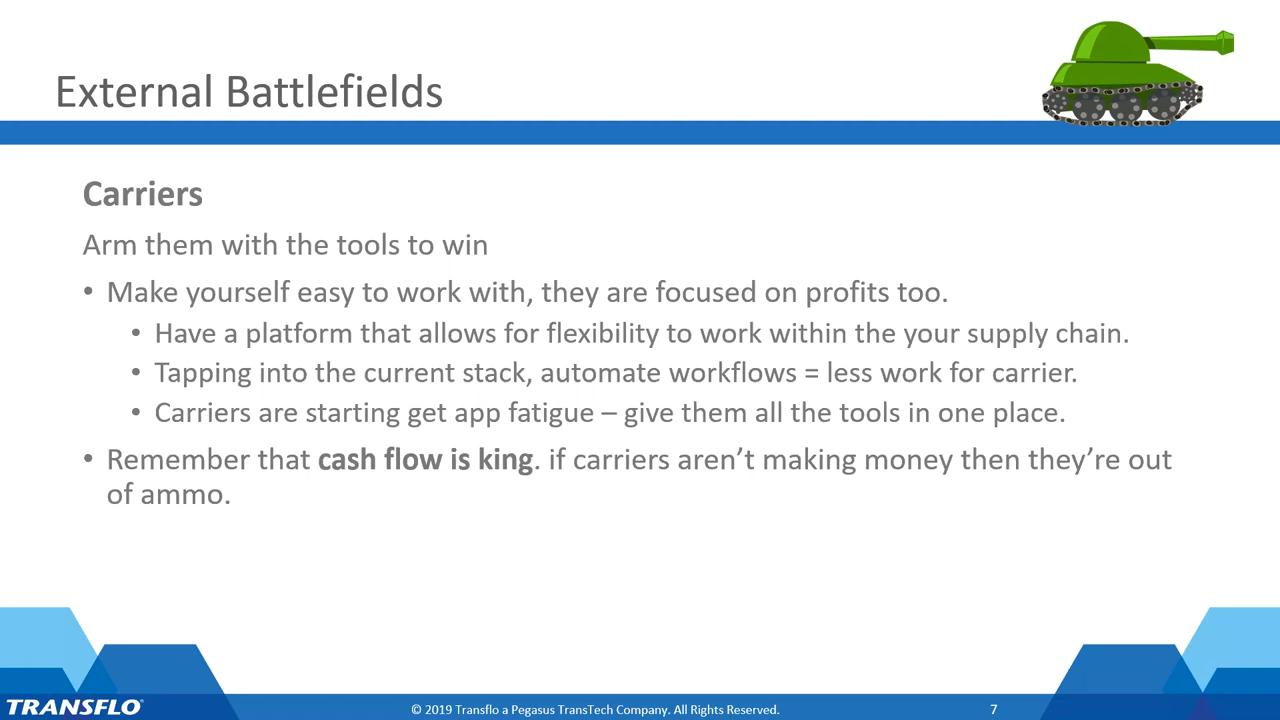 External Battlefields
Carriers
Arm them with the tools to win
• Make yourself easy to work with, they are focused on profits too.
• Have a platform that allows for flexibility to work within the your supply chain.
• Tapping into the current stack, automate workflows = less work for carrier.
• Carriers are starting get app fatigue – give them all the tools in one place.
• Remember that cash flow is king. if carriers aren't making money then they're out
of ammo.
TRANSFLO®
© 2019 Transflo a Pegasus TransTech Company. All Rights Reserved.
7